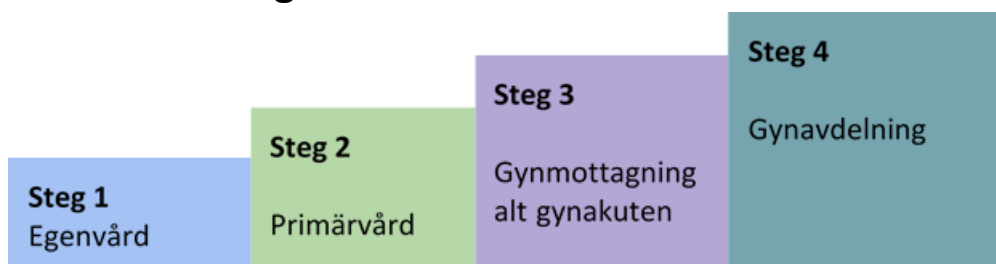 Steg 1
Egenvård
Steg 2
Primärvård
Steg 3
Gynmottagning
alt gynakuten
Steg 4
Gynavdelning